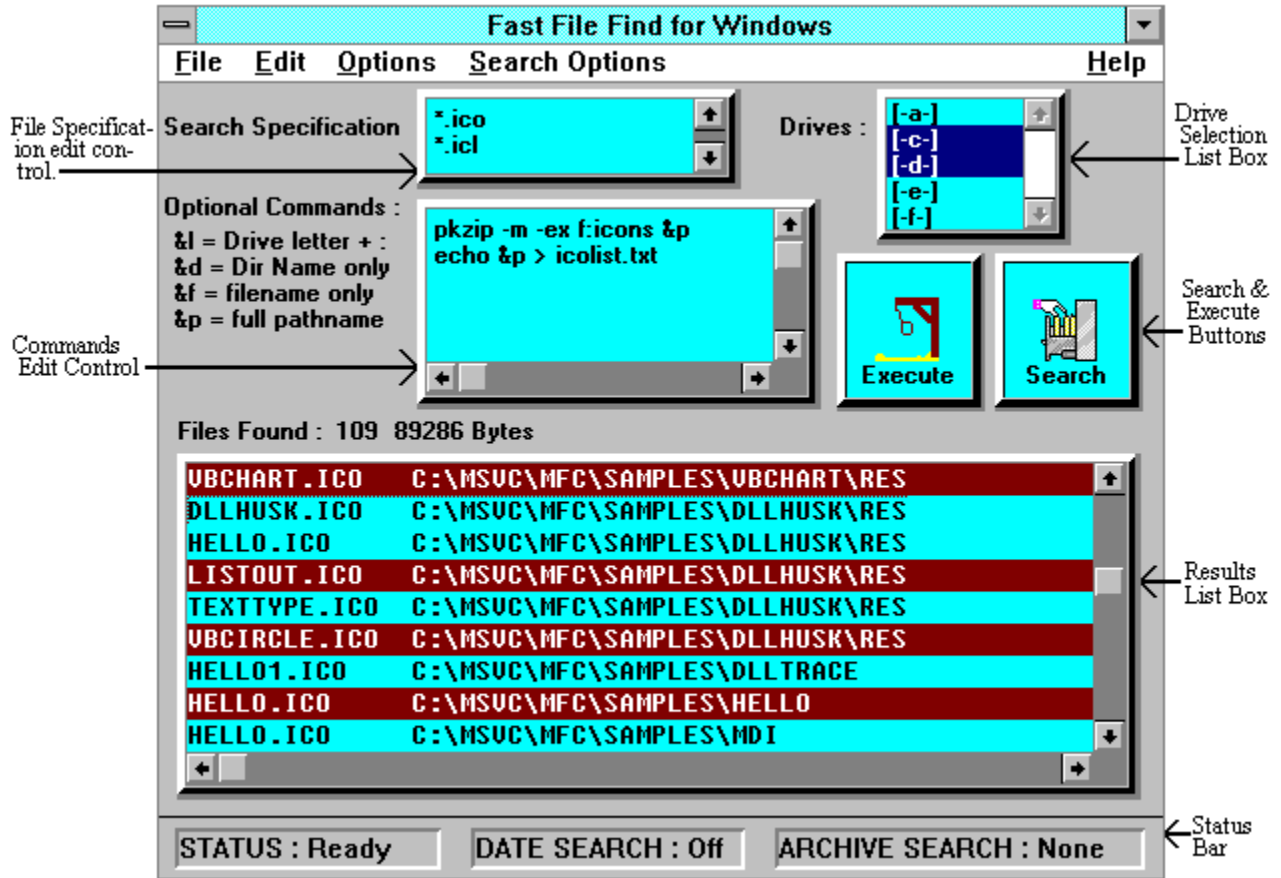 Fast File Find for Windows
File Edit Options Search Options Help
File Specificat-
ion edit con-
trol.
Search Specification
*.ico
*.icl
Drives :
[-a-]
[-c-]
[-d-]
[-e-]
[-f-]
Drive
Selection
List Box
Optional Commands :
&l = Drive letter + :
&d = Dir Name only
&f = filename only
&p = full pathname
pkzip -m -ex f:icons &p
echo &p > icolist.txt
Commands
Edit Control
Execute
Search
Search &
Execute
Buttons
Files Found : 109 89286 Bytes
VBCHART.ICO C:\MSVC\MFC\SAMPLES\VBCHART\RES
DLLHUSK.ICO C:\MSVC\MFC\SAMPLES\DLLHUSK\RES
HELLO.ICO C:\MSVC\MFC\SAMPLES\DLLHUSK\RES
LISTOUT.ICO C:\MSVC\MFC\SAMPLES\DLLHUSK\RES
TEXTTYPE.ICO C:\MSVC\MFC\SAMPLES\DLLHUSK\RES
VBCIRCLE.ICO C:\MSVC\MFC\SAMPLES\DLLHUSK\RES
HELLO1.ICO C:\MSVC\MFC\SAMPLES\DLLTRACE
HELLO.ICO C:\MSVC\MFC\SAMPLES\HELLO
HELLO.ICO C:\MSVC\MFC\SAMPLES\MDI
Results
List Box
STATUS : Ready
DATE SEARCH : Off
ARCHIVE SEARCH : None
Status
Bar